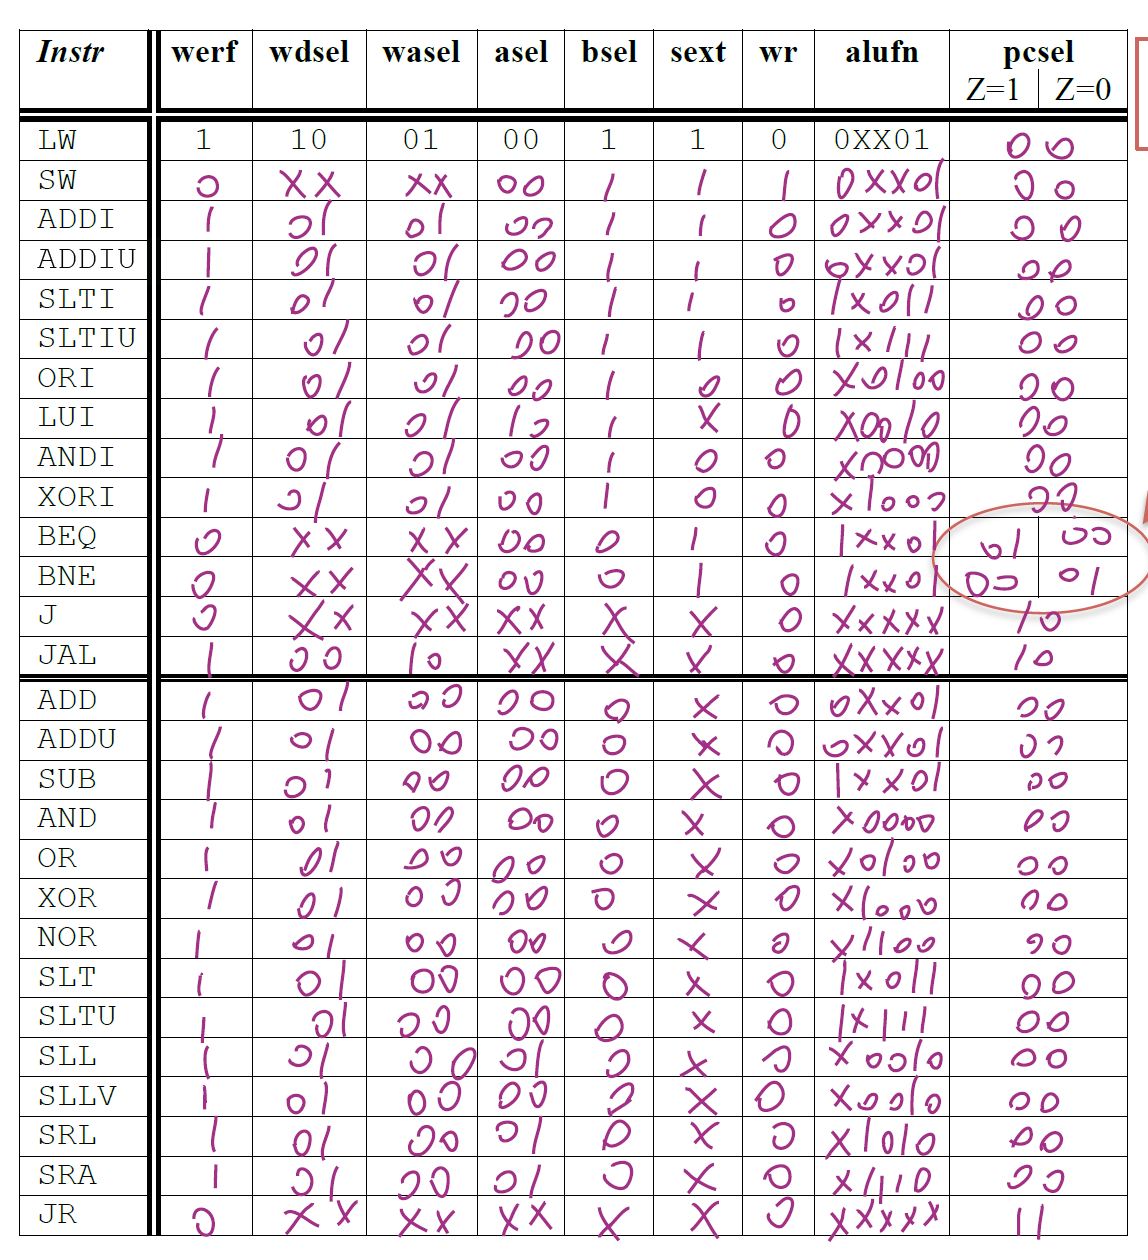 Instr werf wdsel wasel asel bsel sext wr alufn pcsel
Z=1 Z=0
LW 1 10 01 00 1 1 0 0XX01 00
SW 0 XX XX 00 1 1 1 0XX01 00
ADDI 1 01 01 00 1 1 0 0XX01 00
ADDIU 1 01 01 00 1 1 0 0XX01 00
SLTI 1 01 01 00 1 1 0 1X011 00
SLTIU 1 01 01 00 1 1 0 1X111 00
ORI 1 01 01 00 1 0 0 X0100 00
LUI 1 01 01 10 1 X 0 X0010 00
ANDI 1 01 01 00 1 0 0 X0000 00
XORI 1 01 01 00 1 0 0 X1000 00
BEQ 0 XX XX 00 0 1 0 1XX01 01 00
BNE 0 XX XX 00 0 1 0 1XX01 00 01
J 0 XX XX XX X X 0 XXXXX 10
JAL 1 00 10 XX X X 0 XXXXX 10
ADD 1 01 00 00 0 X 0 0XX01 00
ADDU 1 01 00 00 0 X 0 0XX01 00
SUB 1 01 00 00 0 X 0 1XX01 00
AND 1 01 00 00 0 X 0 X0000 00
OR 1 01 00 00 0 X 0 X0100 00
XOR 1 01 00 00 0 X 0 X1000 00
NOR 1 01 00 00 0 X 0 X1100 00
SLT 1 01 00 00 0 X 0 1X011 00
SLTU 1 01 00 00 0 X 0 1X111 00
SLL 1 01 00 01 0 X 0 X0010 00
SLLV 1 01 00 00 0 X 0 X0010 00
SRL 1 01 00 01 0 X 0 X1010 00
SRA 1 01 00 01 0 X 0 X1110 00
JR 0 XX XX XX X X 0 XXXXX 11